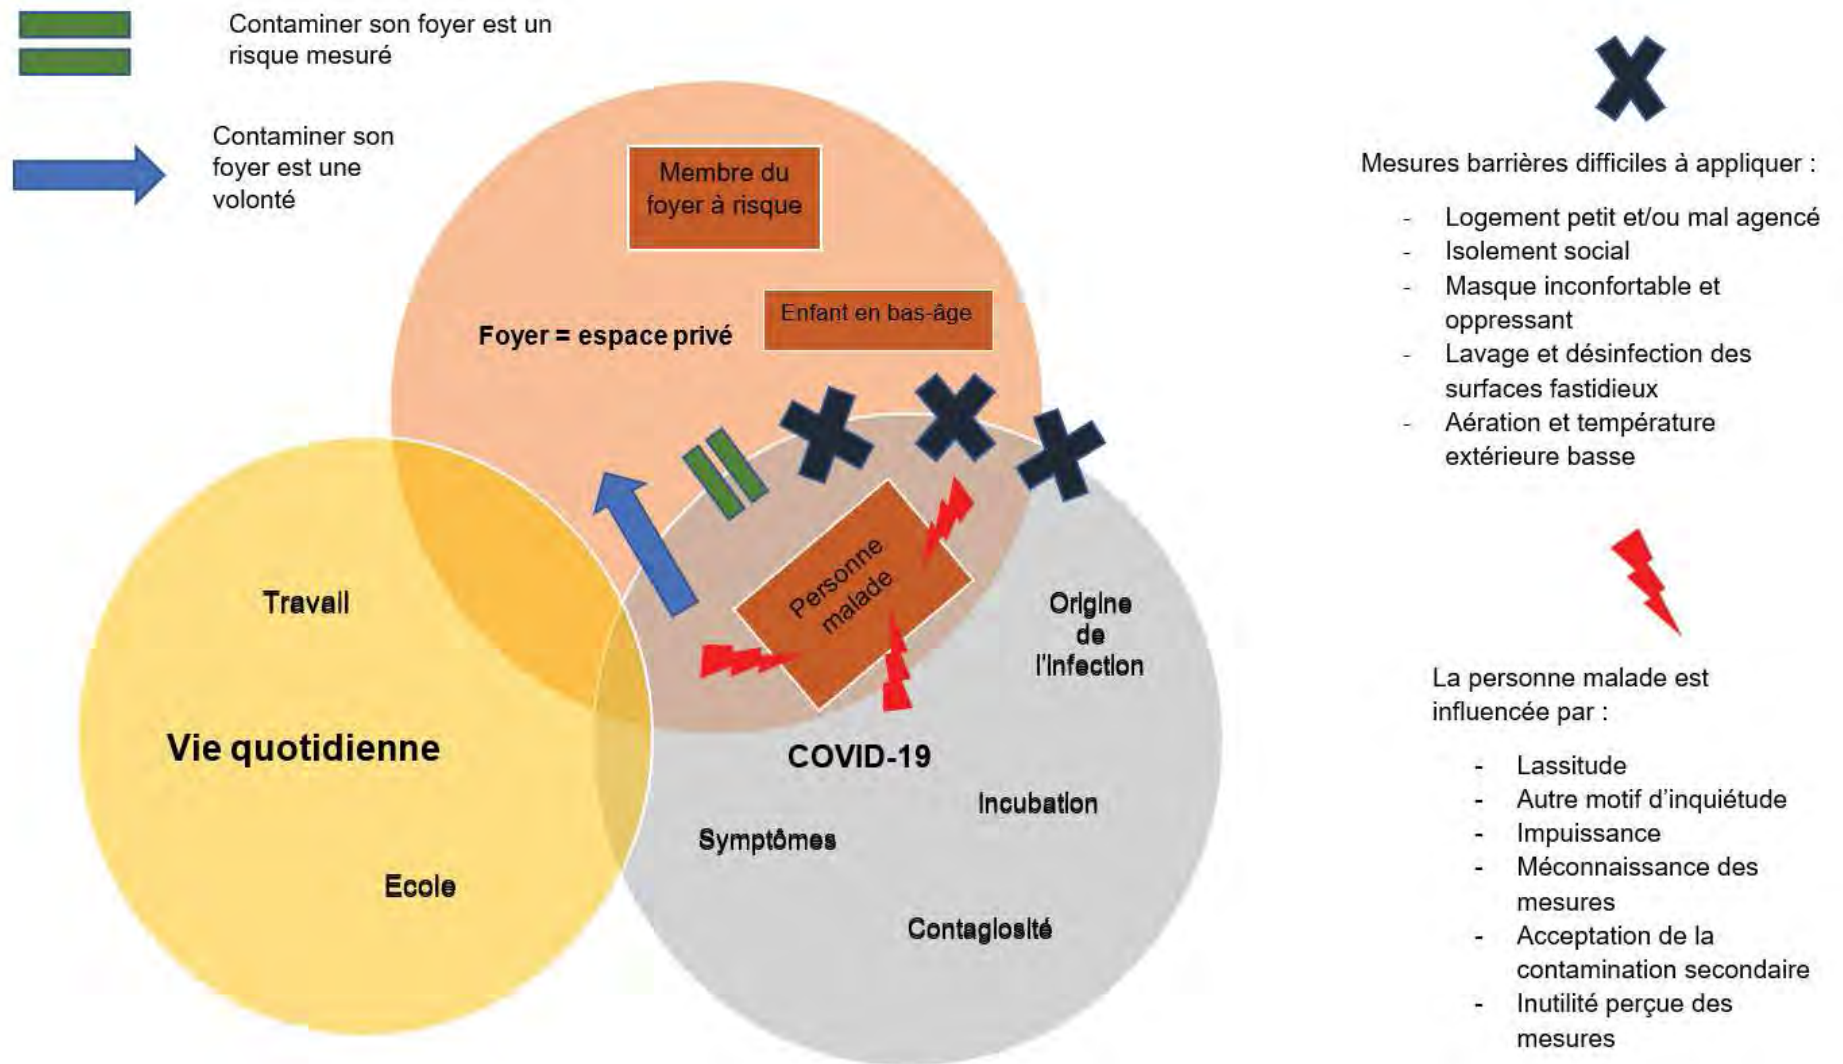 Contaminer son foyer est un
risque mesuré
Contaminer son
foyer est une
volonté
Membre du
foyer à risque
Enfant en bas-âge
Foyer = espace privé
Personne
malade
Travail
Vie quotidienne
Ecole
Origine
de
l'infection
COVID-19
Incubation
Symptômes
Contagiosité
Mesures barrières difficiles à appliquer :
- Logement petit et/ou mal agencé
- Isolement social
- Masque inconfortable et
oppressant
- Lavage et désinfection des
surfaces fastidieux
- Aération et température
extérieure basse
La personne malade est
influencée par :
- Lassitude
- Autre motif d'inquiétude
- Impuissance
- Méconnaissance des
mesures
- Acceptation de la
contamination secondaire
- Inutilité perçue des
mesures